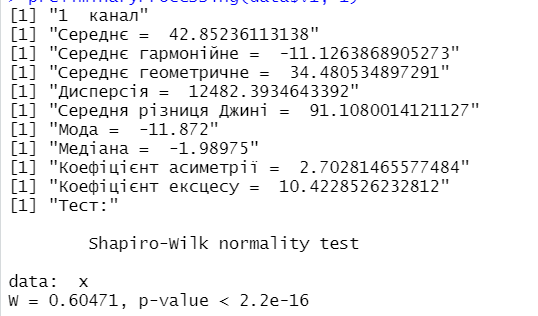 > preliminaryProcessing(data$v1, 1)
[1] "1  канал"
[1] "Середнє =  42.85236113138"
[1] "Середнє гармонійне =  -11.1263868905273"
[1] "Середнє геометричне =  34.480534897291"
[1] "Дисперсія =  12482.3934643392"
[1] "Середня різниця Джині =  91.1080014121127"
[1] "Мода =  -11.872"
[1] "Медіана =  -1.98975"
[1] "Коефіцієнт асиметрії =  2.70281465577484"
[1] "Коефіцієнт ексцесу =  10.4228526232812"
[1] "Тест:"
Shapiro-Wilk normality test
data:  x
W = 0.60471, p-value < 2.2e-16